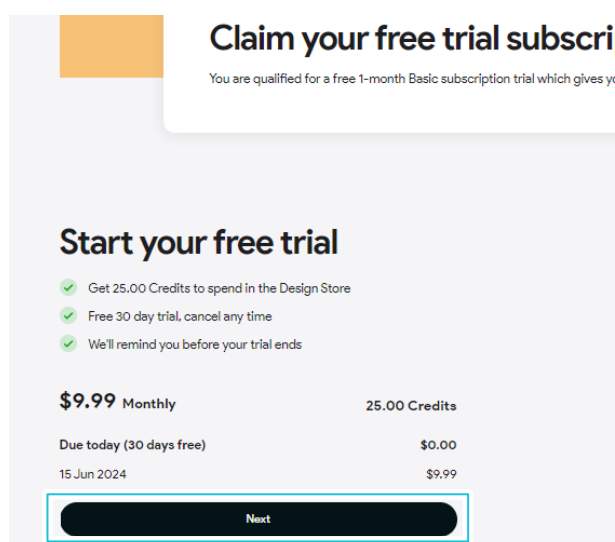 Claim your free trial subscri
You are qualified for a free 1-month Basic subscription trial which gives yo
Start your free trial
Get 25.00 Credits to spend in the Design Store
Free 30 day trial, cancel any time
We'll remind you before your trial ends
$9.99 Monthly 25.00 Credits
Due today (30 days free) $0.00
15 Jun 2024 $9.99
Next